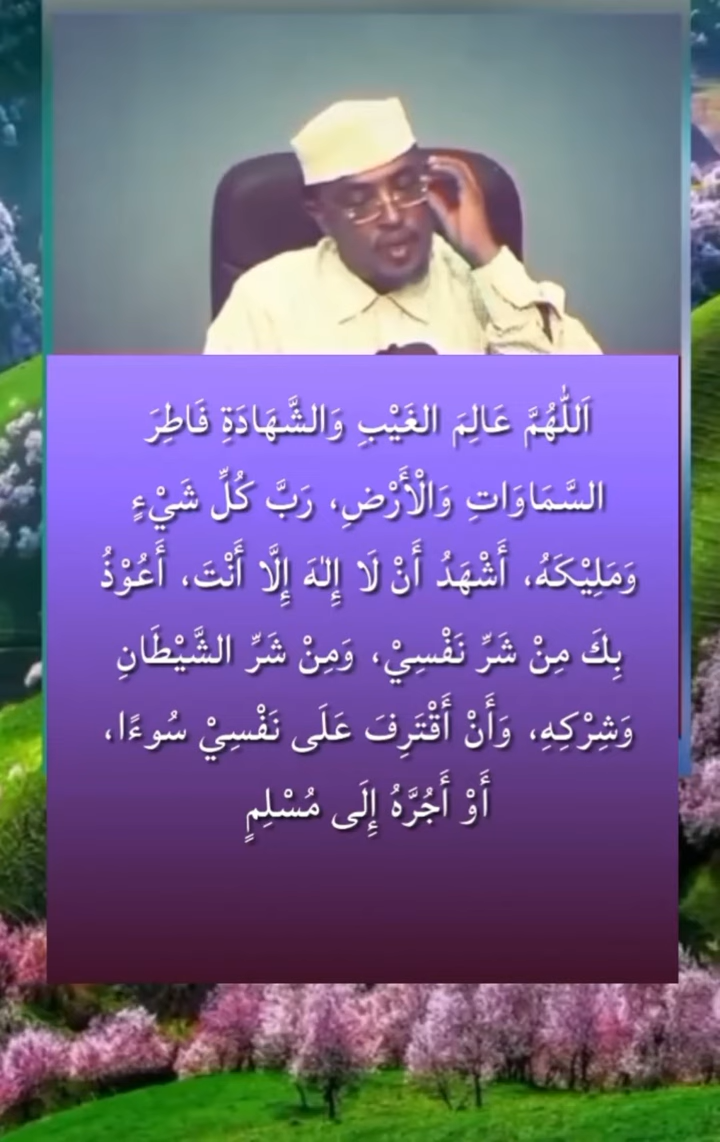 اَللّٰهُمَّ عَالِمَ الغَيْبِ وَالشَّهَادَةِ فَاطِرَ
السَّمَاوَاتِ وَالْأَرْضِ، رَبَّ كُلِّ شَيْءٍ
وَمَلِيْكَهُ، أَشْهَدُ أَنْ لَا إِلٰهَ إِلَّا أَنْتَ، أَعُوْذُ
بِكَ مِنْ شَرِّ نَفْسِيْ، وَمِنْ شَرِّ الشَّيْطَانِ
وَشِرْكِهِ، وَأَنْ أَقْتَرِفَ عَلَى نَفْسِيْ سُوءًا،
أَوْ أَجُرَّهُ إِلَى مُسْلِمٍ